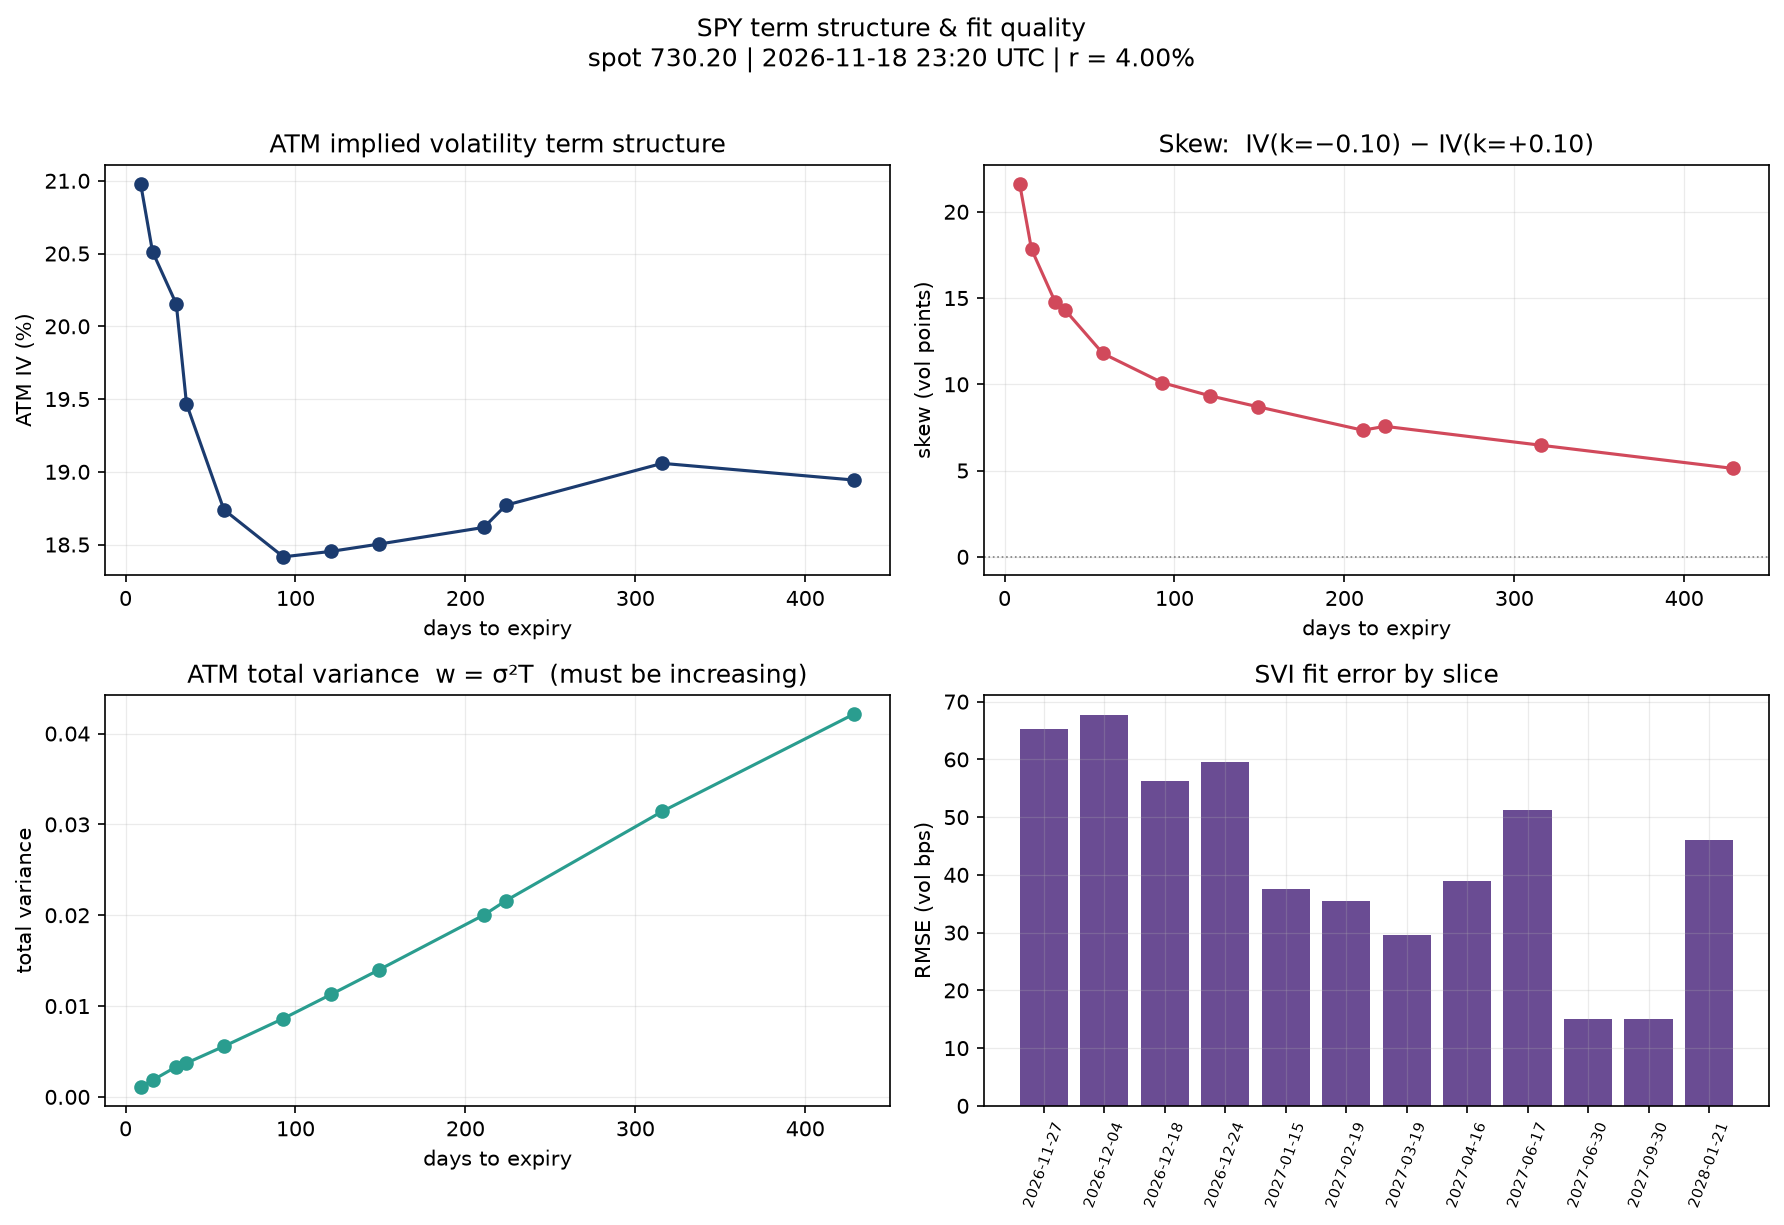 SPY term structure & fit quality
spot 730.20 | 2026-11-18 23:20 UTC | r = 4.00%
ATM implied volatility term structure
21.0
20.5
20.0
19.5
19.0
18.5
ATM IV (%)
0 100 200 300 400
days to expiry
Skew:  IV(k=−0.10) − IV(k=+0.10)
20
15
10
5
0
skew (vol points)
0 100 200 300 400
days to expiry
ATM total variance  w = σ²T  (must be increasing)
0.04
0.03
0.02
0.01
0.00
total variance
0 100 200 300 400
days to expiry
SVI fit error by slice
70
60
50
40
30
20
10
0
RMSE (vol bps)
2026-11-27
2026-12-04
2026-12-18
2026-12-24
2027-01-15
2027-02-19
2027-03-19
2027-04-16
2027-06-17
2027-06-30
2027-09-30
2028-01-21